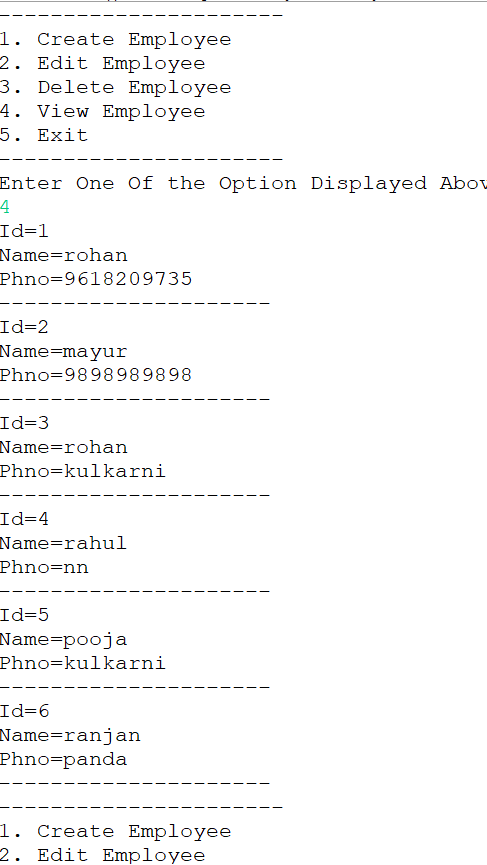 ----------------------
1. Create Employee
2. Edit Employee
3. Delete Employee
4. View Employee
5. Exit
----------------------
Enter One Of the Option Displayed Abov
4
Id=1
Name=rohan
Phno=9618209735
---------------------
Id=2
Name=mayur
Phno=9898989898
---------------------
Id=3
Name=rohan
Phno=kulkarni
---------------------
Id=4
Name=rahul
Phno=nn
---------------------
Id=5
Name=pooja
Phno=kulkarni
---------------------
Id=6
Name=ranjan
Phno=panda
---------------------
----------------------
1. Create Employee
2. Edit Employee